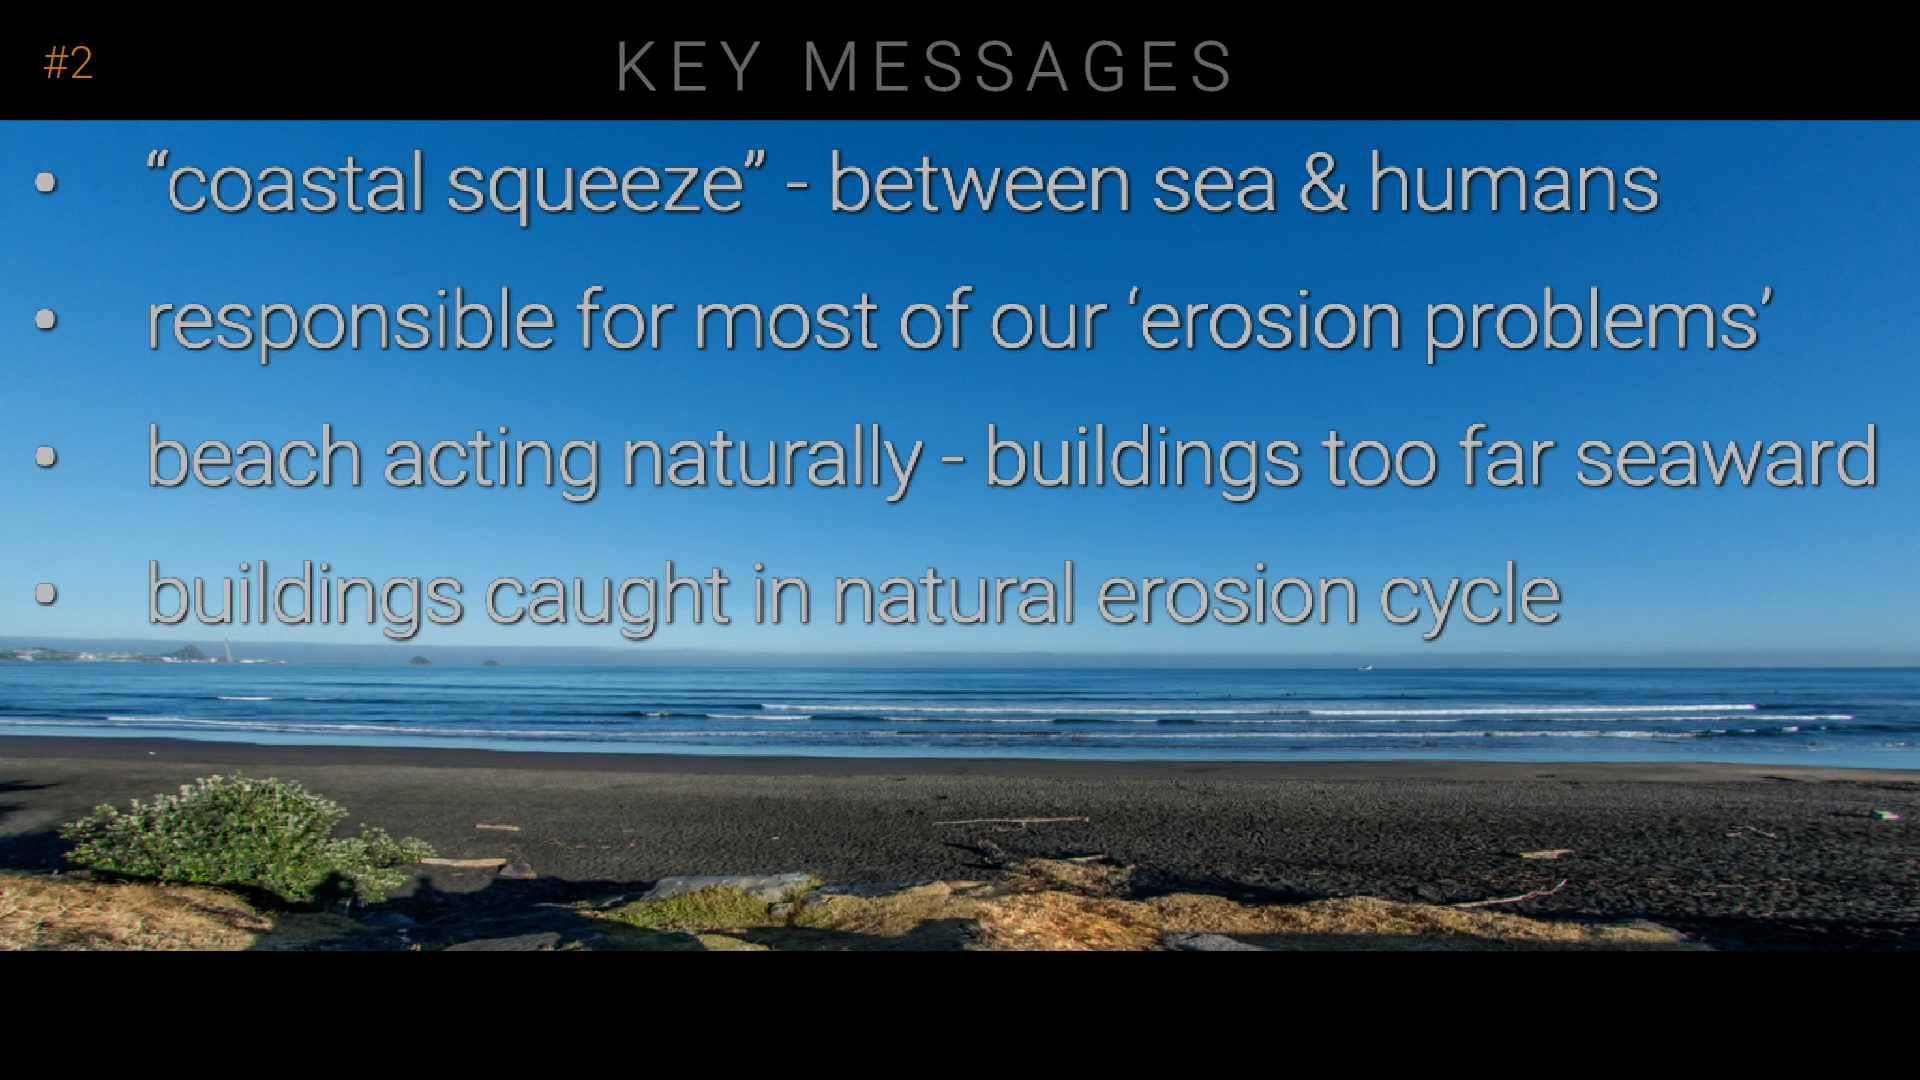 #2
KEY MESSAGES
• “coastal squeeze” - between sea & humans
• responsible for most of our ‘erosion problems’
• beach acting naturally - buildings too far seaward
• buildings caught in natural erosion cycle